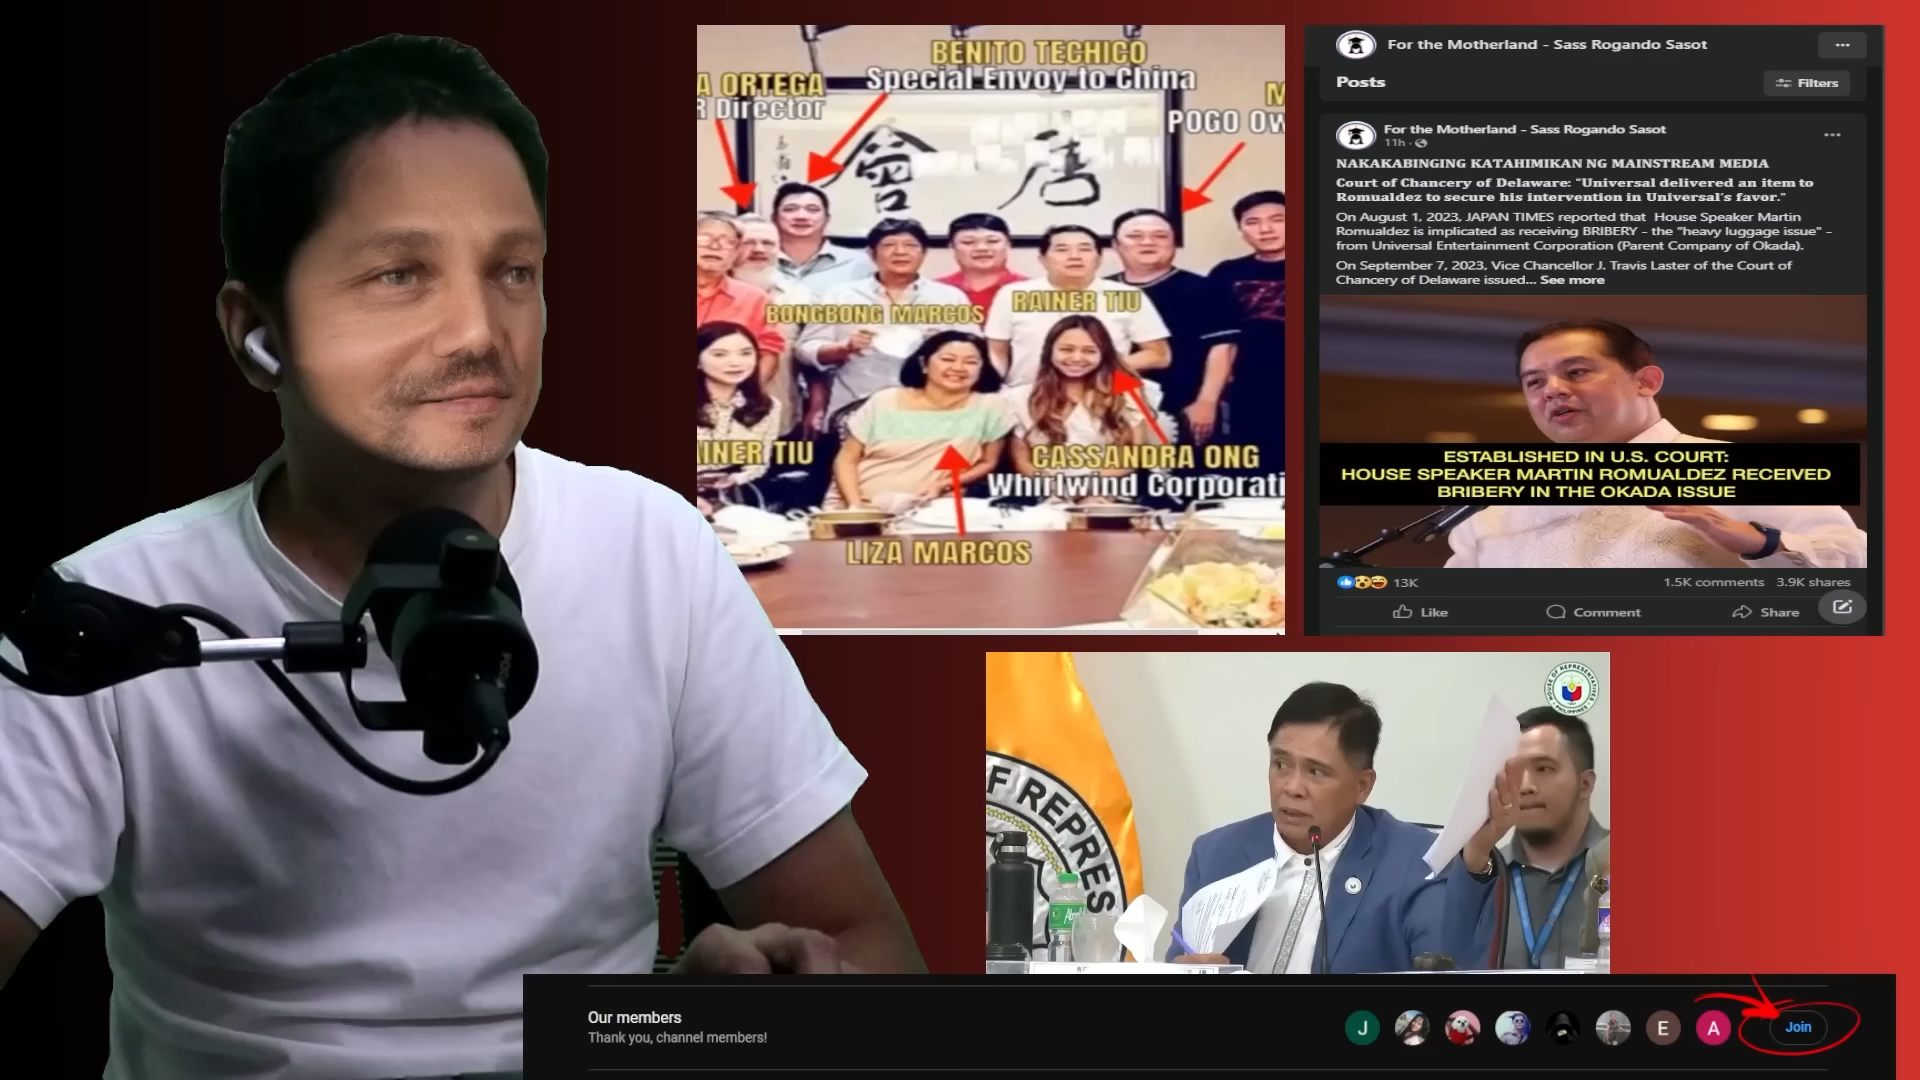 BENITO TECHICO
Special Envoy to China
A ORTEGA
R Director
M
POGO OW
會
BONGBONG MARCOS
RAINER TIU
INER TIU
CASSANDRA ONG
Whirlwind Corporati
LIZA MARCOS
For the Motherland - Sass Rogando Sasot
Posts
Filters
For the Motherland - Sass Rogando Sasot
11h
NAKAKABINGING KATAHIMIKAN NG MAINSTREAM MEDIA
Court of Chancery of Delaware: "Universal delivered an item to
Romualdez to secure his intervention in Universal's favor."
On August 1, 2023, JAPAN TIMES reported that House Speaker Martin
Romualdez is implicated as receiving BRIBERY - the "heavy luggage issue" -
from Universal Entertainment Corporation (Parent Company of Okada).
On September 7, 2023, Vice Chancellor J. Travis Laster of the Court of
Chancery of Delaware issued... See more
ESTABLISHED IN U.S. COURT:
HOUSE SPEAKER MARTIN ROMUALDEZ RECEIVED
BRIBERY IN THE OKADA ISSUE
13K
1.5K comments 3.9K shares
Like
Comment
Share
HOUSE OF REPRESENTATIVES
PHILIPPINES
F REPRES
Our members
Thank you, channel members!
J
E
A
Join